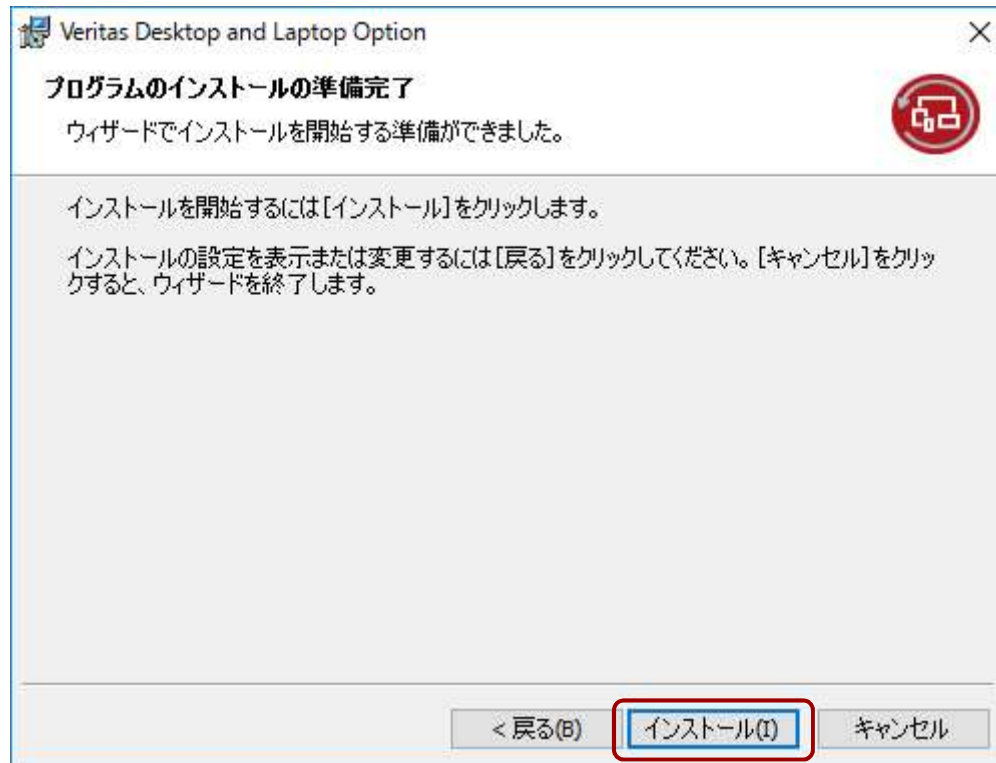 Veritas Desktop and Laptop Option
プログラムのインストールの準備完了
ウィザードでインストールを開始する準備ができました。
インストールを開始するには[インストール]をクリックします。
インストールの設定を表示または変更するには[戻る]をクリックしてください。[キャンセル]をクリッ
クすると、ウィザードを終了します。
< 戻る(B)
インストール(I)
キャンセル